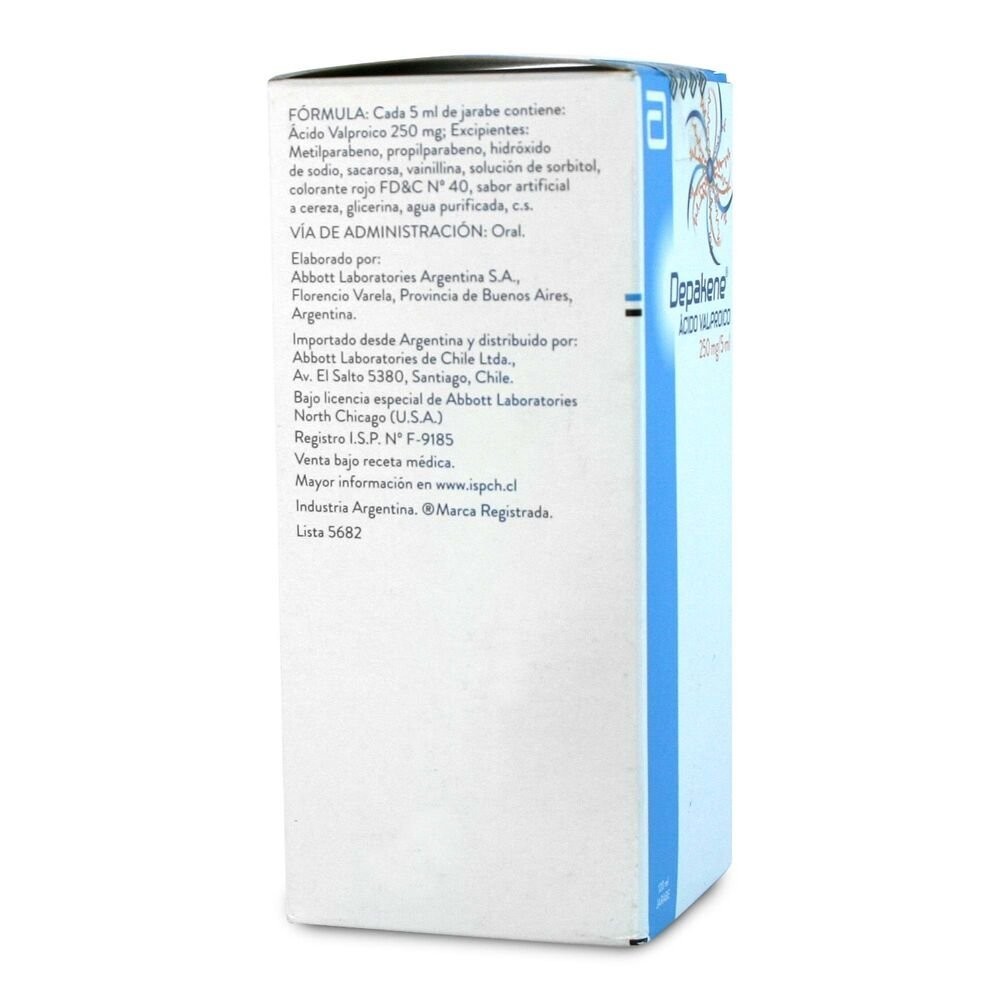 FÓRMULA: Cada 5 ml de jarabe contiene:
Ácido Valproico 250 mg; Excipientes:
Metilparabeno, propilparabeno, hidróxido
de sodio, sacarosa, vainillina, solución de sorbitol,
colorante rojo FD&C N° 40, sabor artificial
a cereza, glicerina, agua purificada, c.s.
VÍA DE ADMINISTRACIÓN: Oral.
Elaborado por:
Abbott Laboratories Argentina S.A.,
Florencio Varela, Provincia de Buenos Aires,
Argentina.
Importado desde Argentina y distribuido por:
Abbott Laboratories de Chile Ltda.,
Av. El Salto 5380, Santiago, Chile.
Bajo licencia especial de Abbott Laboratories
North Chicago (U.S.A.)
Registro I.S.P. N° F-9185
Venta bajo receta médica.
Mayor información en www.ispch.cl
Industria Argentina. ®Marca Registrada.
Lista 5682
Depakene®
ÁCIDO VALPROICO
250 mg/5 ml
120 ml
JARABE